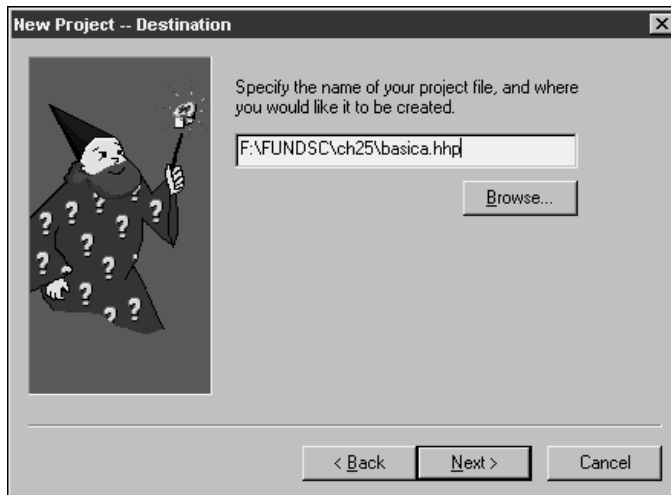 New Project -- Destination
Specify the name of your project file, and where
you would like it to be created.
F:\FUNDSC\ch25\basica.hhp
Browse...
< Back
Next >
Cancel